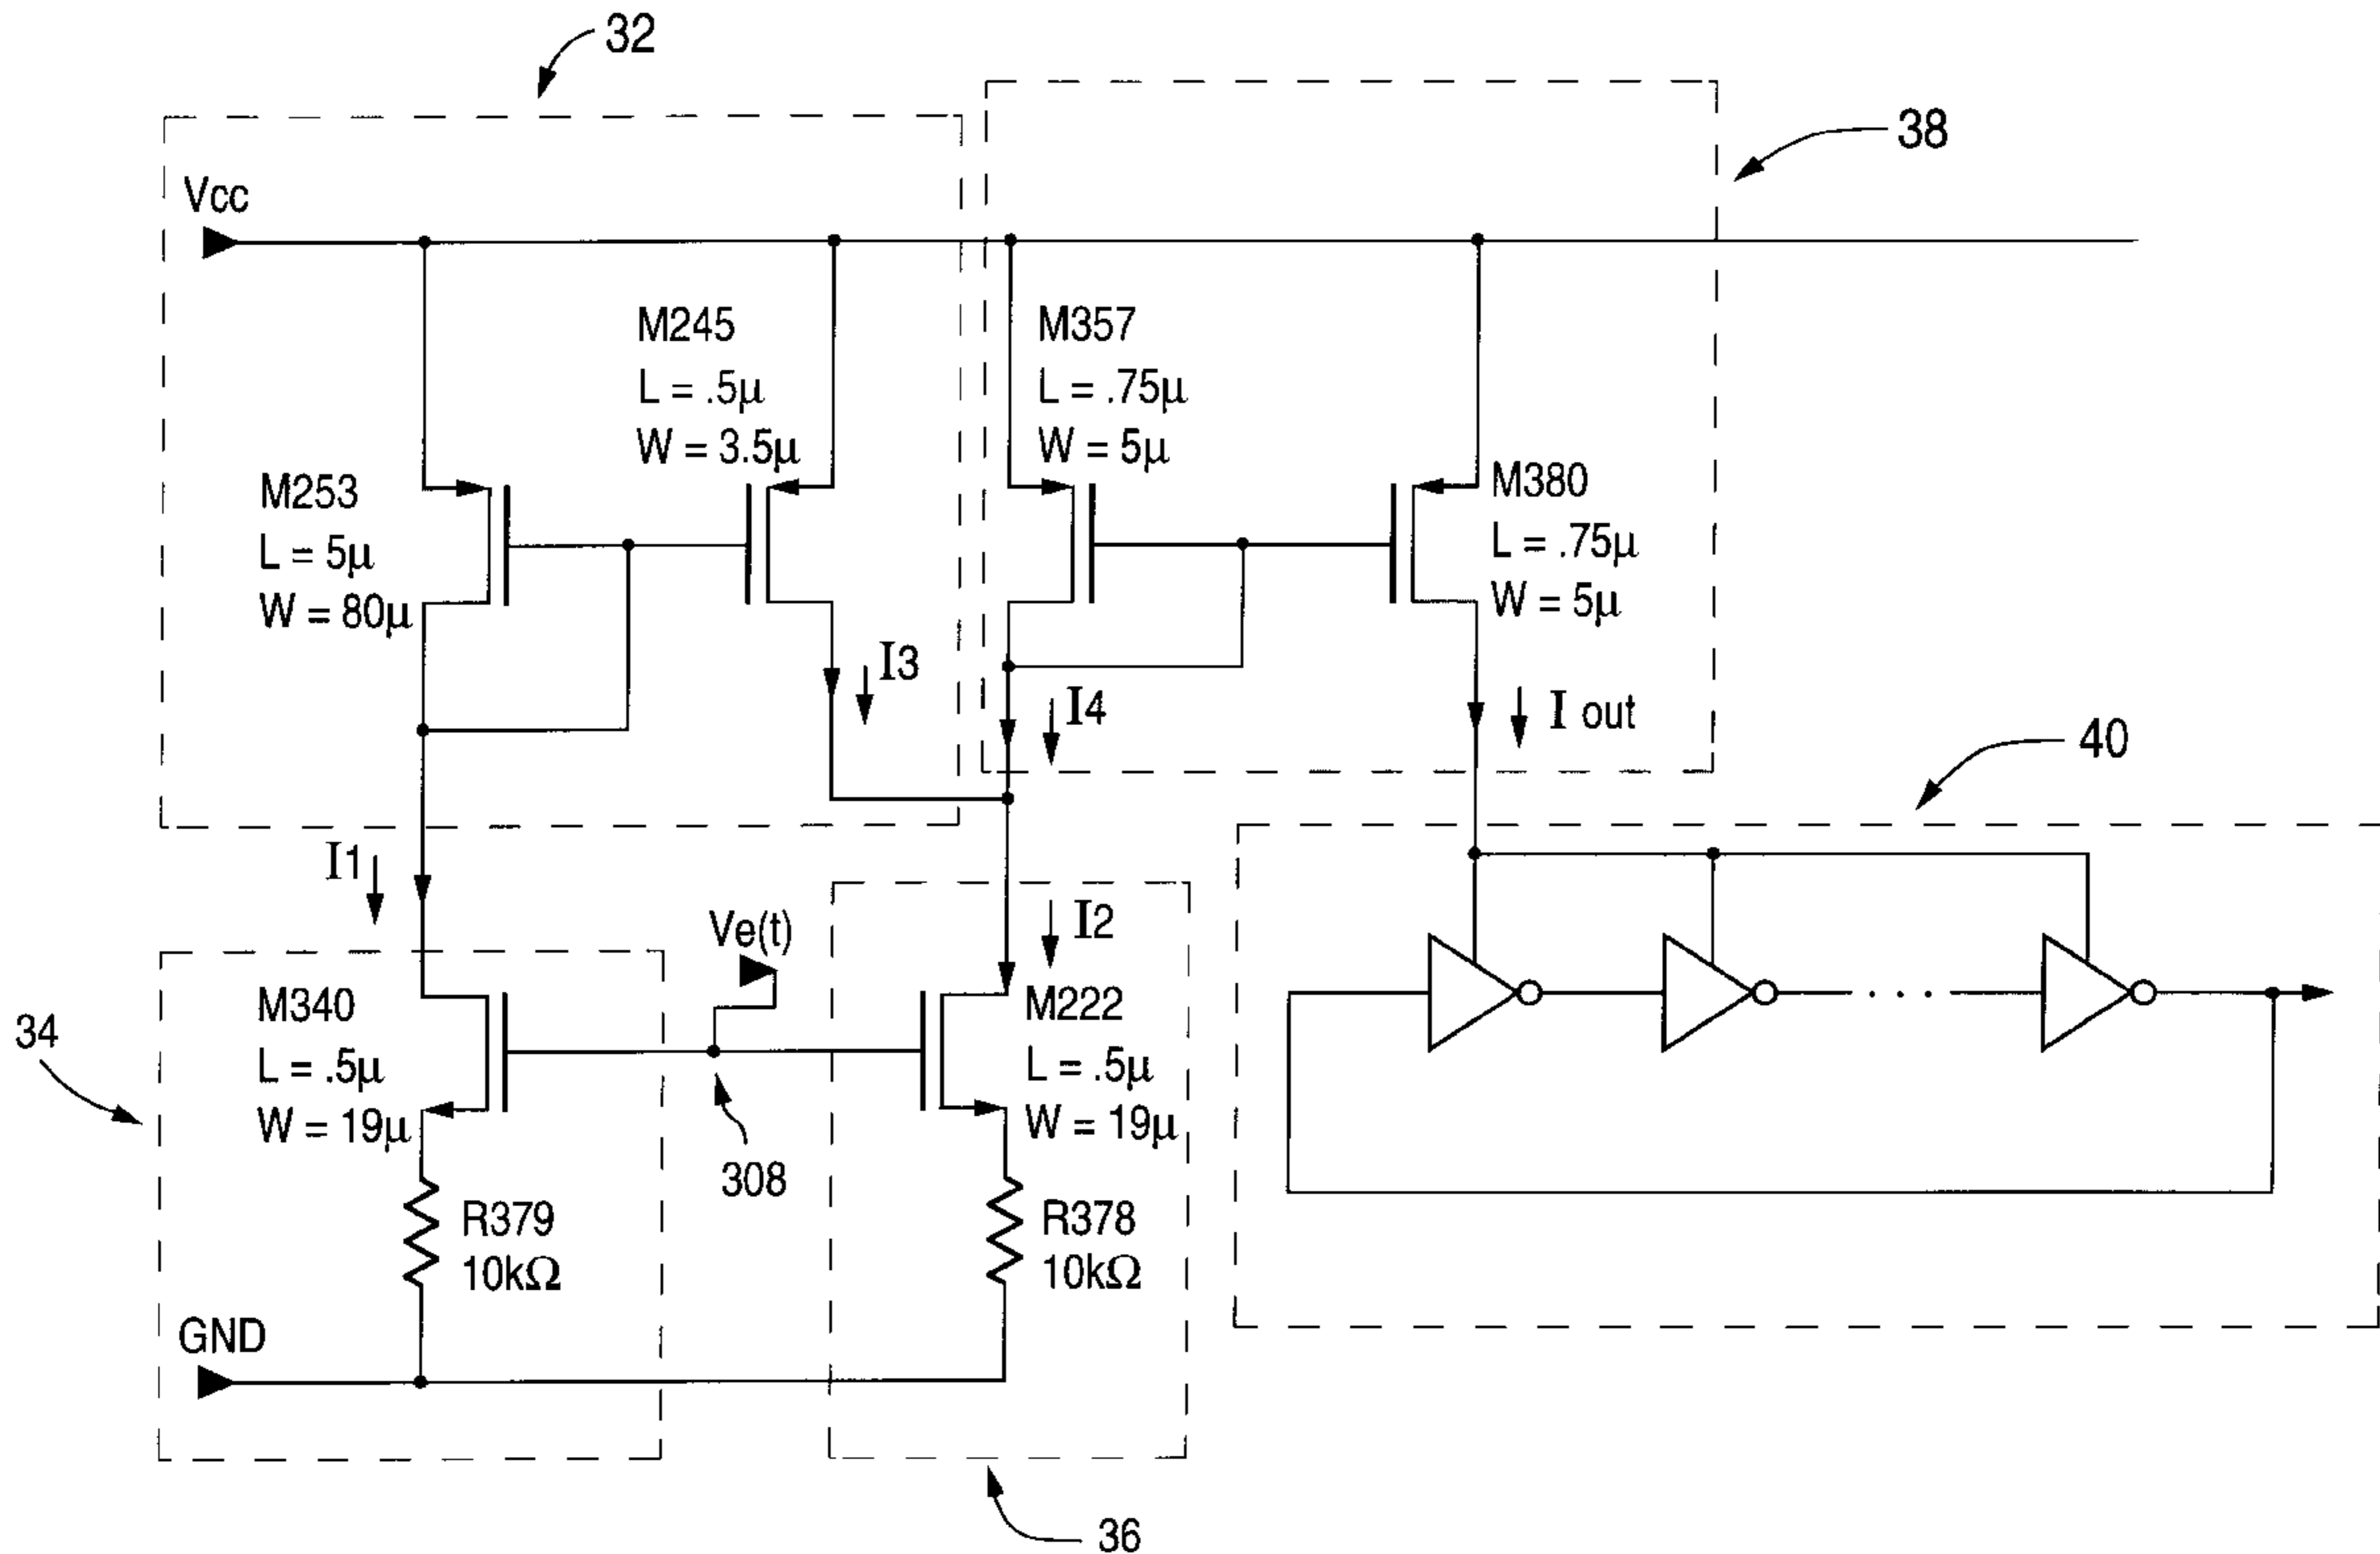 32
38
Vcc
M245
L = .5µ
W = 3.5µ
M357
L = .75µ
W = 5µ
M253
L = 5µ
W = 80µ
M380
L = .75µ
W = 5µ
I3
I4
I out
40
I1
Ve(t)
I2
34
M340
L = .5µ
W = 19µ
M222
L = .5µ
W = 19µ
308
R379
10kΩ
R378
10kΩ
GND
36